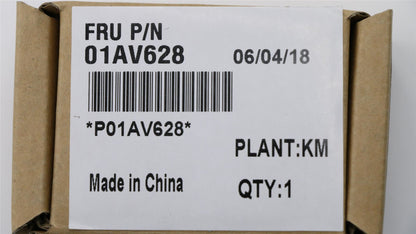 FRU P/N
01AV628 06/04/18
*P01AV628*
PLANT:KM
Made in China QTY:1